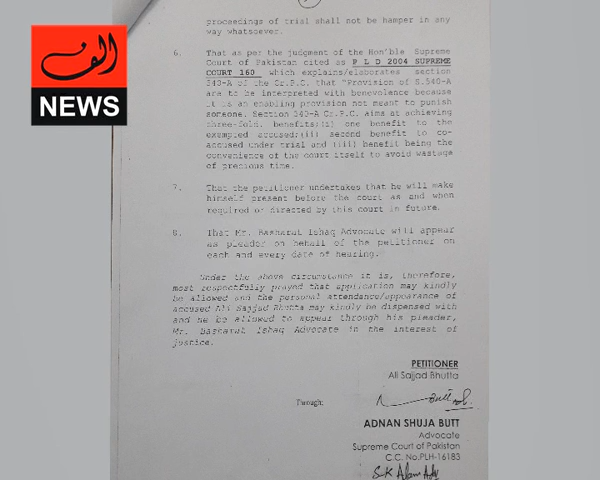 الف
NEWS
proceedings of trial shall not be hamper in any
way whatsoever.
6. That as per the judgment of the Hon'ble Supreme
Court of Pakistan cited as P L D 2004 SUPREME
COURT 160 which explains/elaborates section
540-A of the Cr.P.C. that "Provision of S.540-A
are to be interpreted with benevolence because
it is an enabling provision not meant to punish
someone. Section 540-A Cr.P.C. aims at achieving
three-fold, benefits;(i) one benefit to the
exempted accused;(ii) second benefit to co-
accused under trial and (iii) benefit being the
convenience of the court itself to avoid wastage
of precious time.
7. That the petitioner undertakes that he will make
himself present before the court as and when
required or directed by this court in future.
8. That Mr. Basharat Ishaq Advocate will appear
as pleador on behalf of the petitioner on
each and every date of hearing.
Under the above circumstance it is, therefore,
most respectfully prayed that application may kindly
be allowed and the personal attendance/appearance of
accused Ali Sajjad Bhutta may kindly be dispensed with
and he be allowed to appear through his pleader,
Mr. Basharat Ishaq Advocate in the interest of
justice.
PETITIONER
Ali Sajjad Bhutta
Through:
ADNAN SHUJA BUTT
Advocate
Supreme Court of Pakistan
C.C. No.PLH-16183